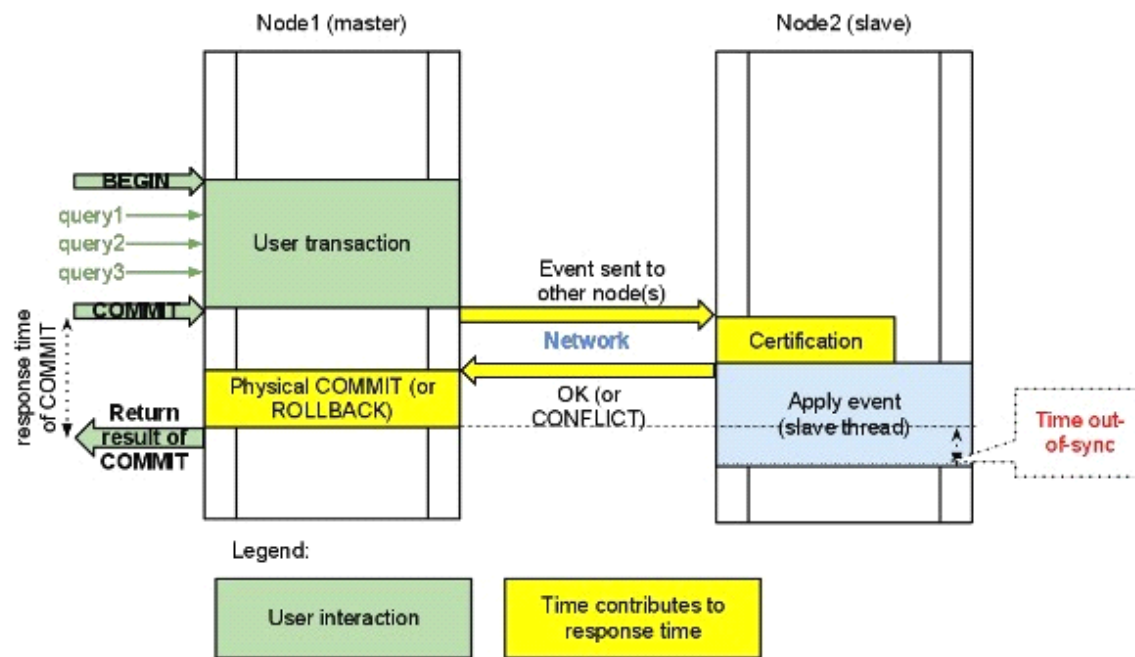 Node1 (master)
Node2 (slave)
BEGIN
query1
query2
query3
User transaction
COMMIT
Event sent to
other node(s)
Network
Certification
response time
of COMMIT
Physical COMMIT (or
ROLLBACK)
OK (or
CONFLICT)
Apply event
(slave thread)
Time out-
of-sync
Return
result of
COMMIT
Legend:
User interaction
Time contributes to
response time